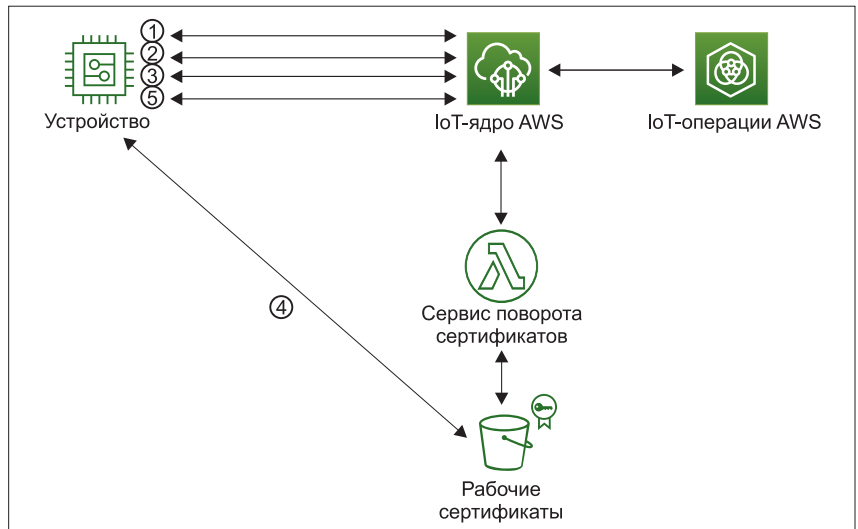 ①
②
③
⑤
Устройство
IoT-ядро AWS
IoT-операции AWS
④
Сервис поворота
сертификатов
Рабочие
сертификаты